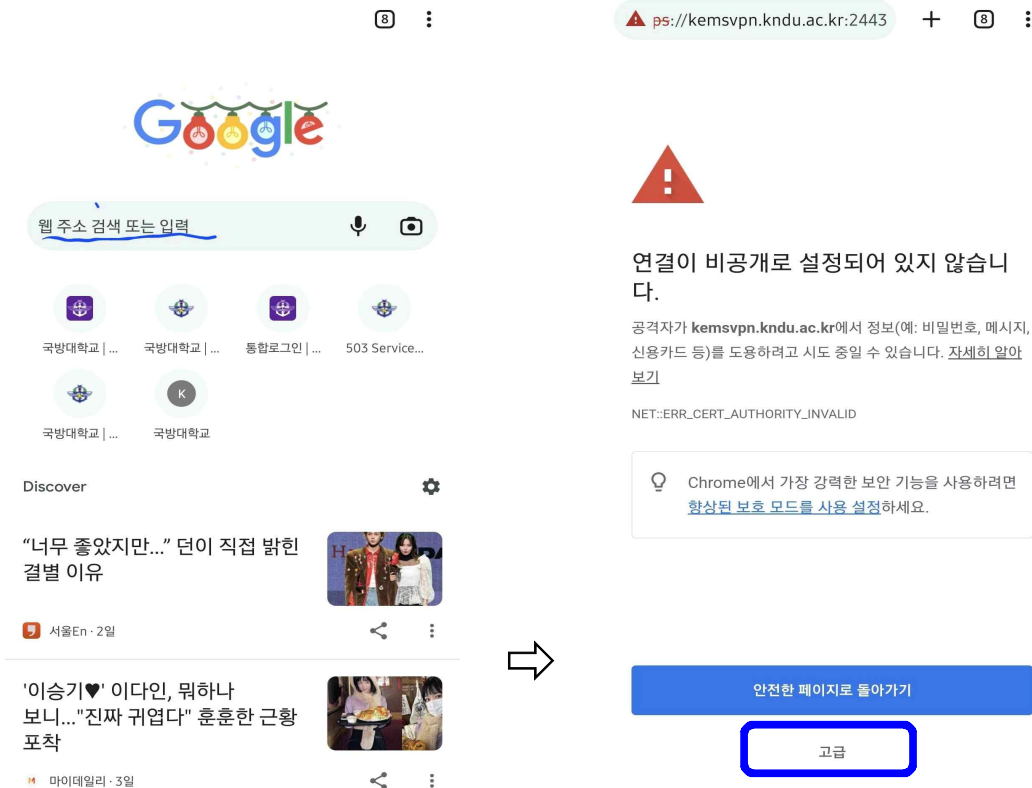 8
Google
웹 주소 검색 또는 입력
국방대학교 | ...
국방대학교 | ...
통합로그인 | ...
503 Service...
K
국방대학교 | ...
국방대학교
Discover
“너무 좋았지만...” 던이 직접 밝힌
결별 이유
서울En · 2일
'이승기♥' 이다인, 뭐하나
보니..."진짜 귀엽다" 훈훈한 근황
포착
M 마이데일리 · 3일
ps://kemsvpn.kndu.ac.kr:2443
8
연결이 비공개로 설정되어 있지 않습니
다.
공격자가 kemsvpn.kndu.ac.kr에서 정보(예: 비밀번호, 메시지,
신용카드 등)를 도용하려고 시도 중일 수 있습니다. 자세히 알아
보기
NET::ERR_CERT_AUTHORITY_INVALID
Chrome에서 가장 강력한 보안 기능을 사용하려면
향상된 보호 모드를 사용 설정하세요.
안전한 페이지로 돌아가기
고급